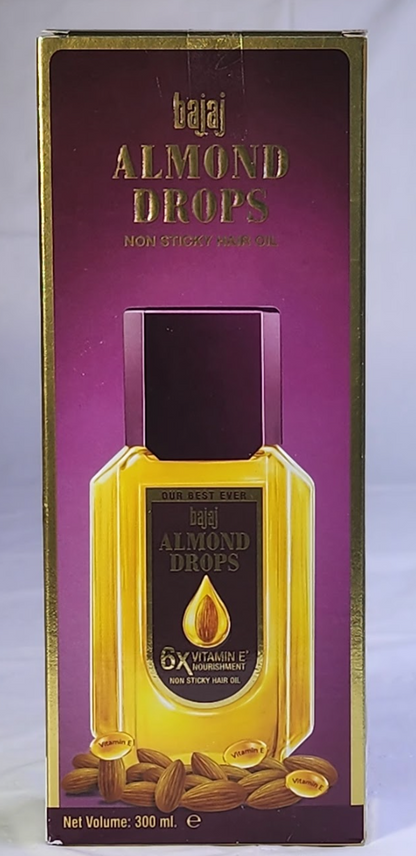 bajaj
ALMOND
DROPS
NON STICKY HAIR OIL
OUR BEST EVER
bajaj
ALMOND
DROPS
6X VITAMIN E*
NOURISHMENT
NON STICKY HAIR OIL
Vitamin E
Vitamin E
Vitamin E
Net Volume: 300 ml. ℮